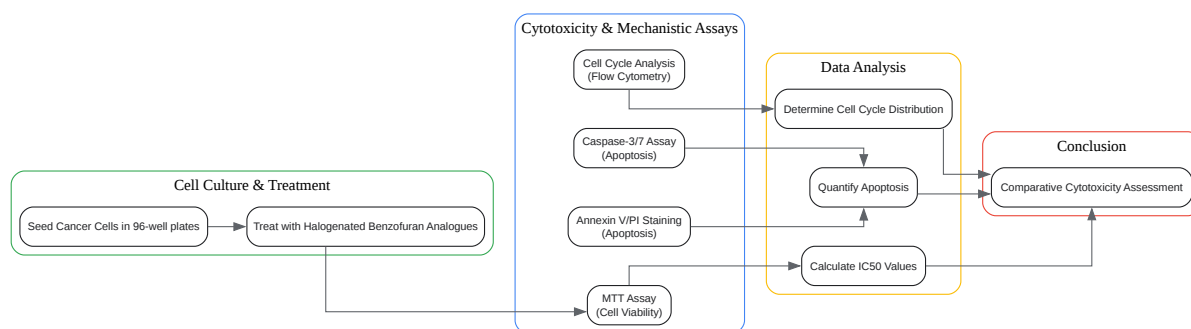 Cytotoxicity & Mechanistic Assays
Cell Cycle Analysis
(Flow Cytometry)
Data Analysis
Determine Cell Cycle Distribution
Caspase-3/7 Assay
(Apoptosis)
Conclusion
Cell Culture & Treatment
Quantify Apoptosis
Comparative Cytotoxicity Assessment
Seed Cancer Cells in 96-well plates
Treat with Halogenated Benzofuran Analogues
Annexin V/PI Staining
(Apoptosis)
Calculate IC50 Values
MTT Assay
(Cell Viability)